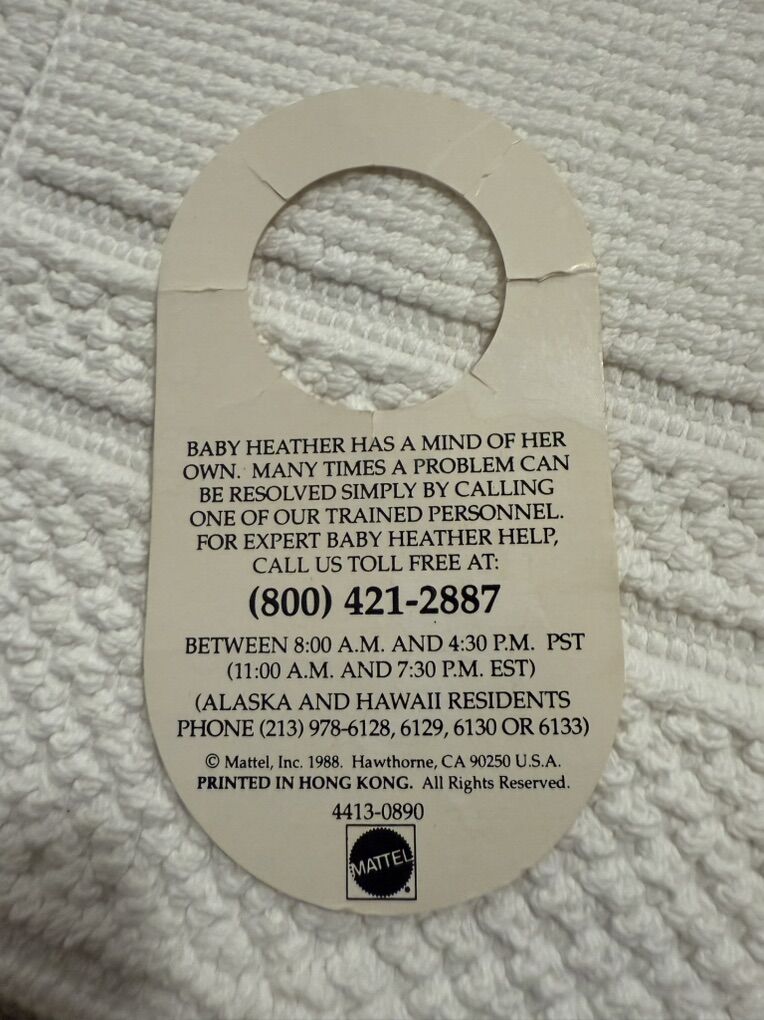 BABY HEATHER HAS A MIND OF HER
OWN. MANY TIMES A PROBLEM CAN
BE RESOLVED SIMPLY BY CALLING
ONE OF OUR TRAINED PERSONNEL.
FOR EXPERT BABY HEATHER HELP,
CALL US TOLL FREE AT:
(800) 421-2887
BETWEEN 8:00 A.M. AND 4:30 P.M. PST
(11:00 A.M. AND 7:30 P.M. EST)
(ALASKA AND HAWAII RESIDENTS
PHONE (213) 978-6128, 6129, 6130 OR 6133)
© Mattel, Inc. 1988. Hawthorne, CA 90250 U.S.A.
PRINTED IN HONG KONG. All Rights Reserved.
4413-0890
MATTEL